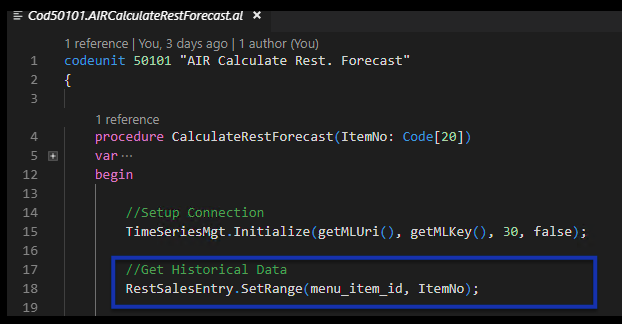 Cod50101.AIRCalculateRestForecast.al ×
1 reference | You, 3 days ago | 1 author (You)
1 codeunit 50101 "AIR Calculate Rest. Forecast"
2 {
3
1 reference
4 procedure CalculateRestForecast(ItemNo: Code[20])
5 var ···
12 begin
13
14 //Setup Connection
15 TimeSeriesMgt.Initialize(getMLUri(), getMLKey(), 30, false);
16
17 //Get Historical Data
18 RestSalesEntry.SetRange(menu_item_id, ItemNo);
19